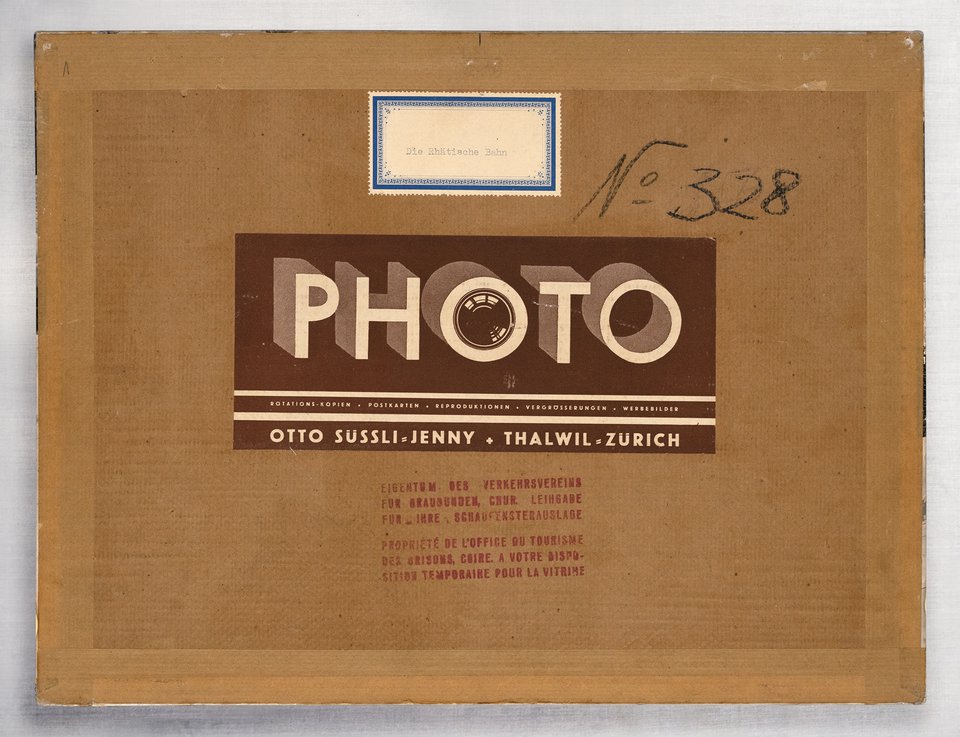 Die Rhätische Bahn
No 328
PHOTO
ROTATIONS-KOPIEN + POSTKARTEN + REPRODUKTIONEN + VERGRÖSSERUNGEN + WERBEBILDER
OTTO SÜSSLI-JENNY + THALWIL-ZÜRICH
EIGENTUM DES VERKEHRSVEREINS
FÜR GRAUBÜNDEN, CHUR. LEIHGABE
FÜR IHRE SCHAUFENSTERAUSLAGE
PROPRIÉTÉ DE L'OFFICE DU TOURISME
DES GRISONS, COIRE. A VOTRE DISPO-
SITION TEMPORAIRE POUR LA VITRINE